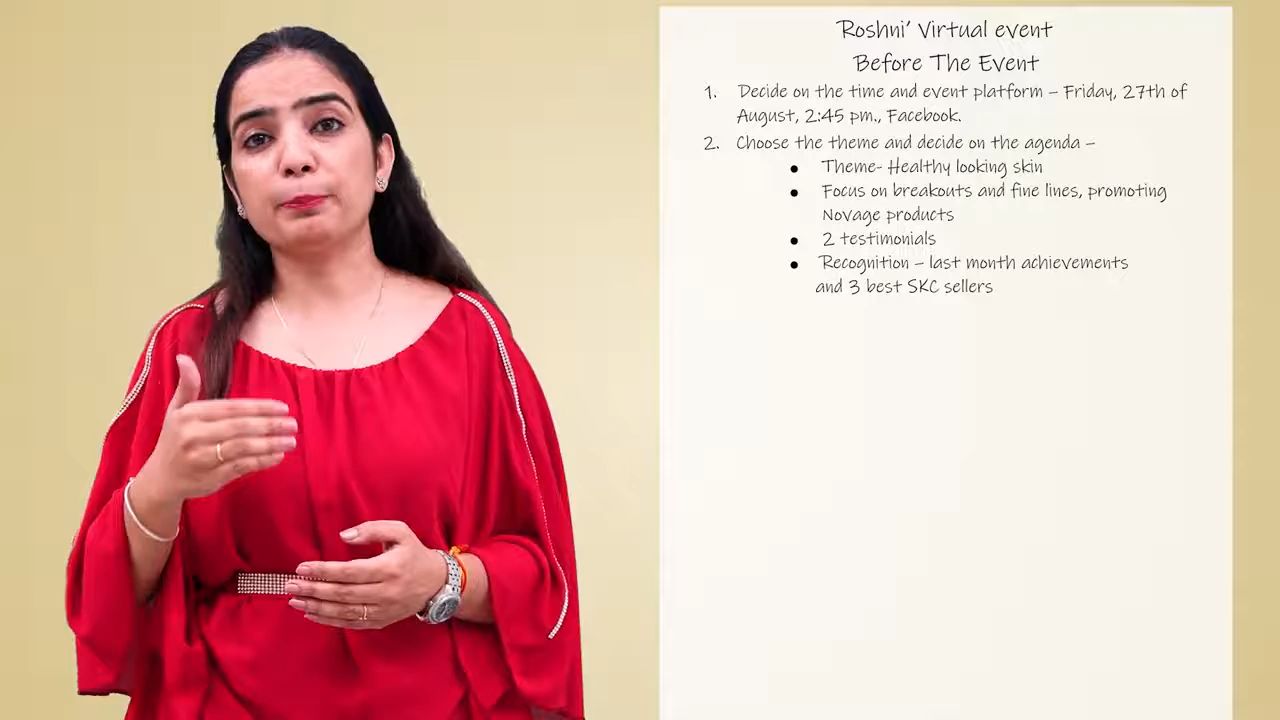 'Roshni' Virtual event
Before The Event
1. Decide on the time and event platform – Friday, 27th of
August, 2:45 pm., Facebook.
2. Choose the theme and decide on the agenda –
● Theme- Healthy looking skin
● Focus on breakouts and fine lines, promoting
Novage products
● 2 testimonials
● Recognition – last month achievements
and 3 best SKC sellers